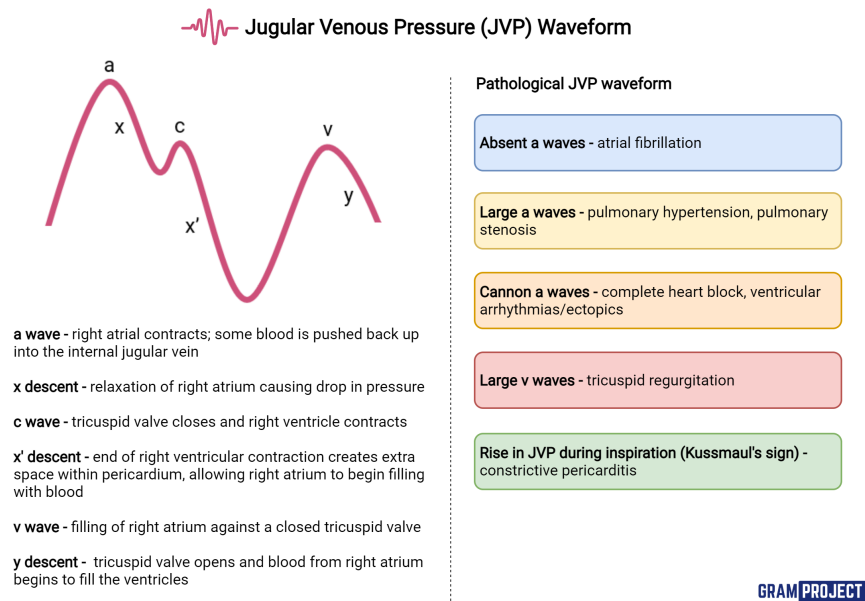 Jugular Venous Pressure (JVP) Waveform
a
x
c
x’
v
y
a wave - right atrial contracts; some blood is pushed back up
into the internal jugular vein
x descent - relaxation of right atrium causing drop in pressure
c wave - tricuspid valve closes and right ventricle contracts
x' descent - end of right ventricular contraction creates extra
space within pericardium, allowing right atrium to begin filling
with blood
v wave - filling of right atrium against a closed tricuspid valve
y descent - tricuspid valve opens and blood from right atrium
begins to fill the ventricles
Pathological JVP waveform
Absent a waves - atrial fibrillation
Large a waves - pulmonary hypertension, pulmonary
stenosis
Cannon a waves - complete heart block, ventricular
arrhythmias/ectopics
Large v waves - tricuspid regurgitation
Rise in JVP during inspiration (Kussmaul's sign) -
constrictive pericarditis
GRAM PROJECT